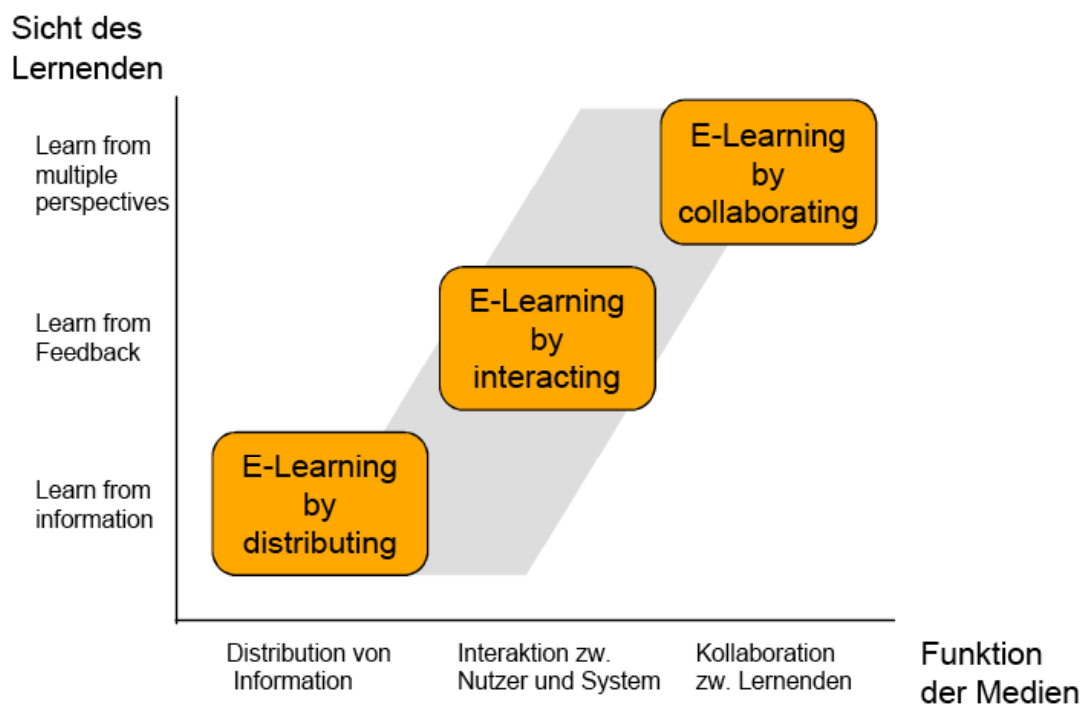 Sicht des
Lernenden
Learn from
multiple
perspectives
E-Learning
by
collaborating
Learn from
Feedback
E-Learning
by
interacting
Learn from
information
E-Learning
by
distributing
Distribution von
Information
Interaktion zw.
Nutzer und System
Kollaboration
zw. Lernenden
Funktion
der Medien